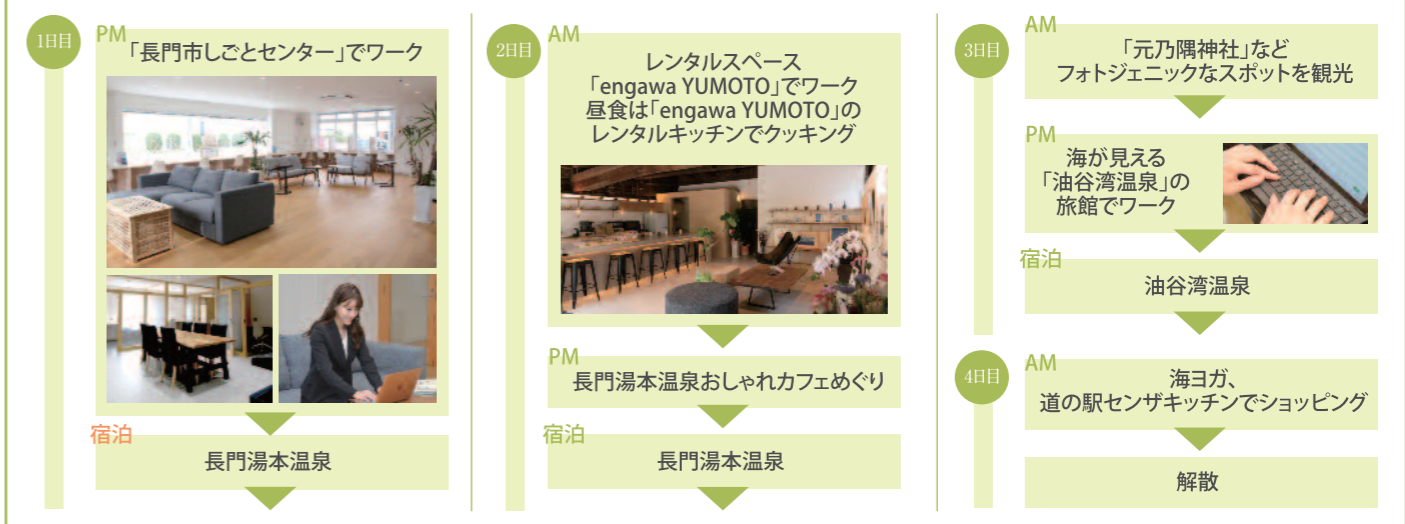 1日目
PM
「長門市しごとセンター」でワーク
宿泊
長門湯本温泉
2日目
AM
レンタルスペース
「engawa YUMOTO」でワーク
昼食は「engawa YUMOTO」の
レンタルキッチンでクッキング
PM
長門湯本温泉おしゃれカフェめぐり
宿泊
長門湯本温泉
3日目
AM
「元乃隅神社」など
フォトジェニックなスポットを観光
PM
海が見える
「油谷湾温泉」の
旅館でワーク
宿泊
油谷湾温泉
4日目
AM
海ヨガ、
道の駅センザキッチンでショッピング
解散